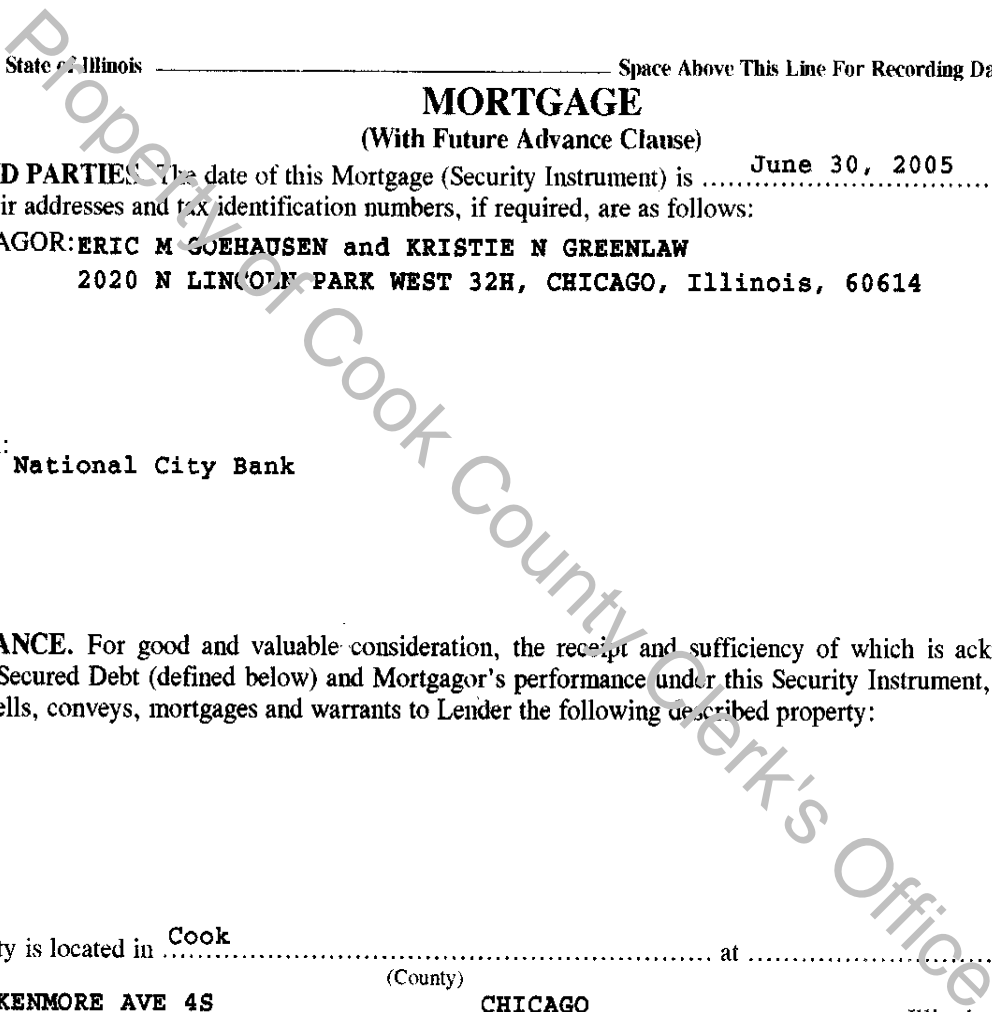 State of Illinois Space Above This Line For Recording Da
MORTGAGE
(With Future Advance Clause)
D PARTIES. The date of this Mortgage (Security Instrument) is June 30, 2005
ir addresses and tax identification numbers, if required, are as follows:
AGOR: ERIC M GOEHAUSEN and KRISTIE N GREENLAW
2020 N LINCOLN PARK WEST 32H, CHICAGO, Illinois, 60614
: National City Bank
ANCE. For good and valuable consideration, the receipt and sufficiency of which is ack
Secured Debt (defined below) and Mortgagor's performance under this Security Instrument,
ells, conveys, mortgages and warrants to Lender the following described property:
ty is located in Cook at
(County)
KENMORE AVE 4S CHICAGO
Property of Cook County Clerk's Office